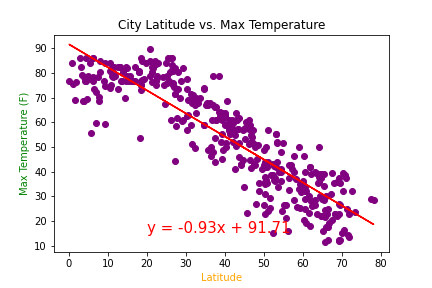 City Latitude vs. Max Temperature
Max Temperature (F)
90
80
70
60
50
40
30
20
10
y = -0.93x + 91.71
0 10 20 30 40 50 60 70 80
Latitude